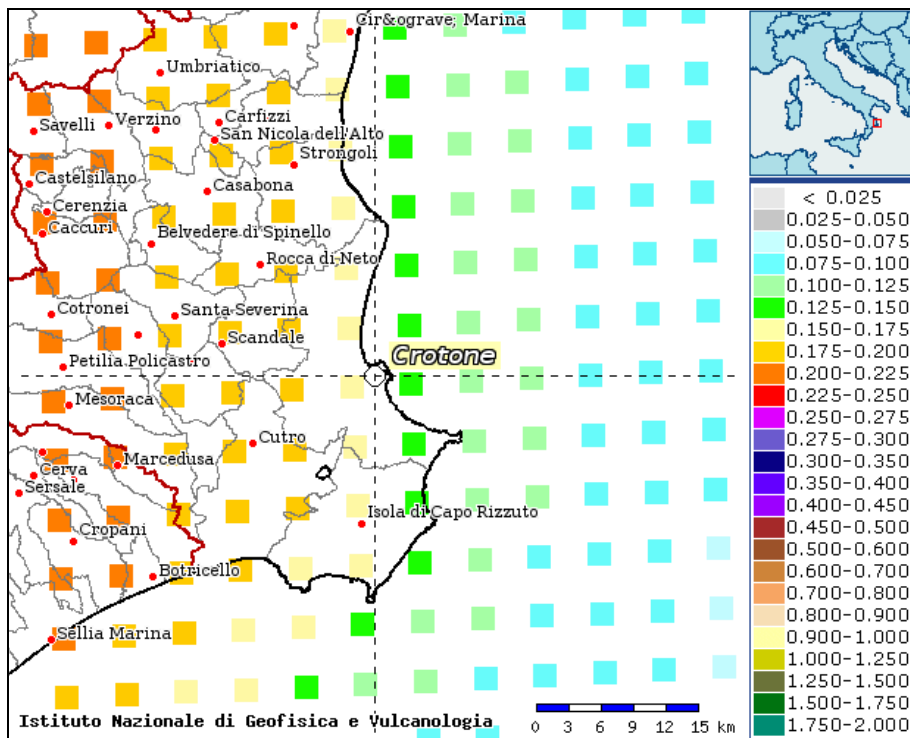 Gir&ograve; Marina
Umbriatico
Savelli
Verzino
Carfizzi
San Nicola dell'Alto
Strongoli
Castelsilano
Casabona
Cerenzia
Caccuri
Belvedere di Spinello
Rocca di Neto
Cotronei
Santa Severina
Scandale
Petilia Policastro
Crotone
Mesoraca
Cutro
Cerva
Marcedusa
Sersale
Isola di Capo Rizzuto
Cropani
Botricello
Sellia Marina
Istituto Nazionale di Geofisica e Vulcanologia
0 3 6 9 12 15 km
< 0.025
0.025-0.050
0.050-0.075
0.075-0.100
0.100-0.125
0.125-0.150
0.150-0.175
0.175-0.200
0.200-0.225
0.225-0.250
0.250-0.275
0.275-0.300
0.300-0.350
0.350-0.400
0.400-0.450
0.450-0.500
0.500-0.600
0.600-0.700
0.700-0.800
0.800-0.900
0.900-1.000
1.000-1.250
1.250-1.500
1.500-1.750
1.750-2.000